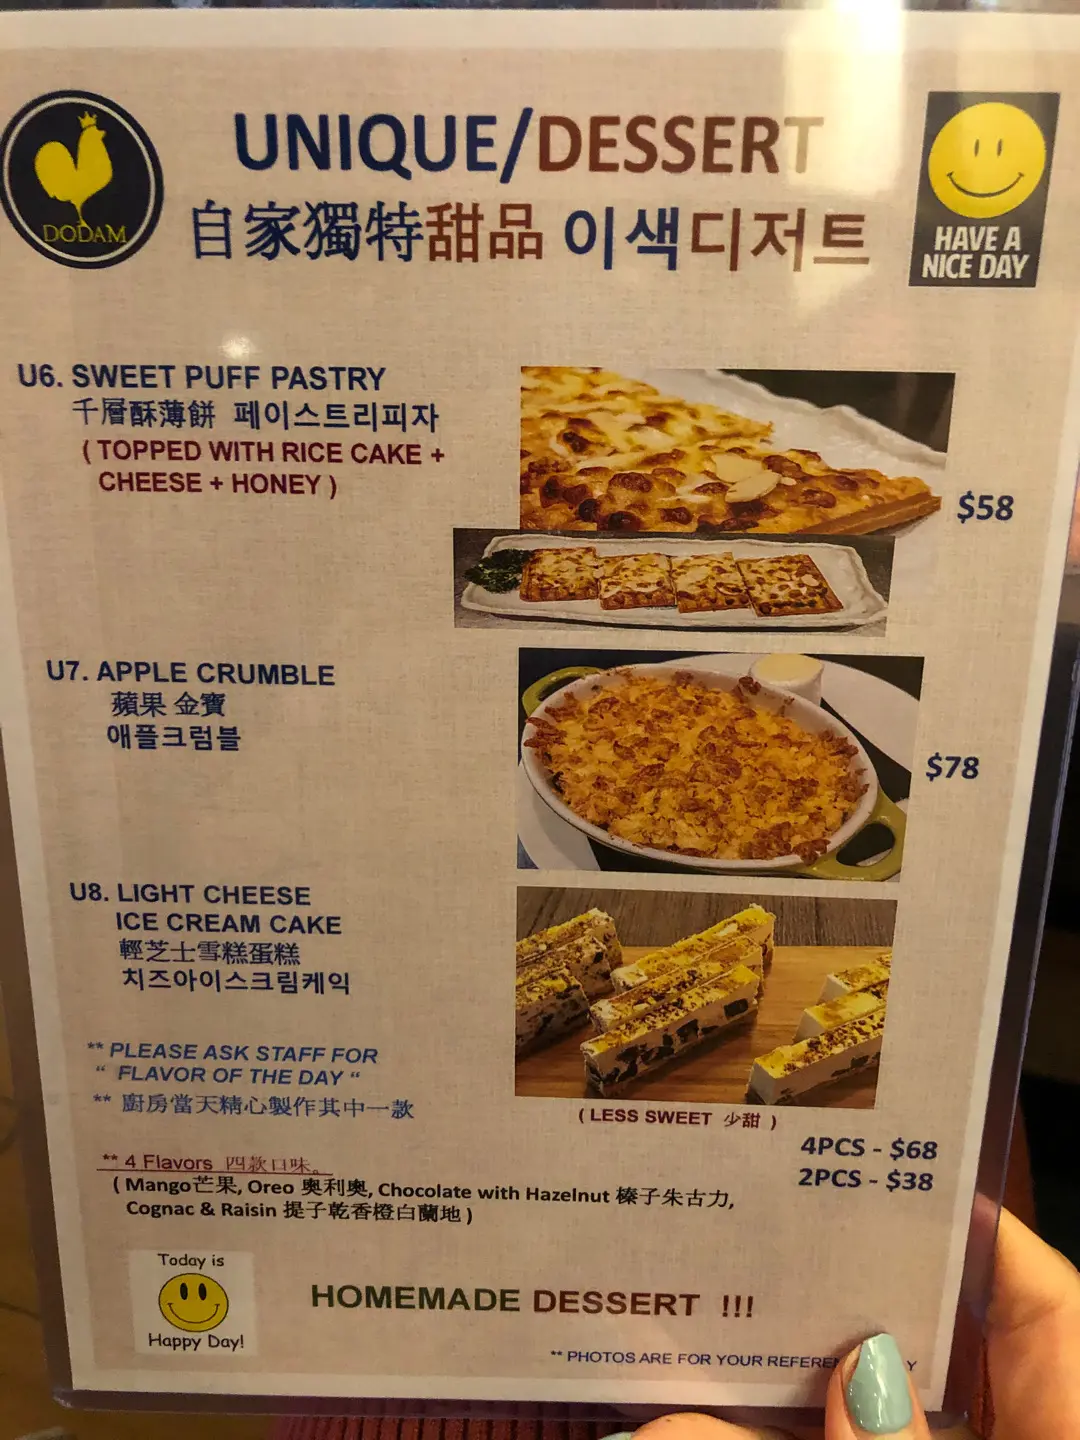 DODAM
UNIQUE/DESSERT
自家獨特甜品 이색디저트
HAVE A
NICE DAY
U6. SWEET PUFF PASTRY
千層酥薄餅 페이스트리피자
( TOPPED WITH RICE CAKE +
CHEESE + HONEY )
$58
U7. APPLE CRUMBLE
蘋果 金寶
애플크럼블
$78
U8. LIGHT CHEESE
ICE CREAM CAKE
輕芝士雪糕蛋糕
치즈아이스크림케익
** PLEASE ASK STAFF FOR
“ FLAVOR OF THE DAY “
** 廚房當天精心製作其中一款
( LESS SWEET 少甜 )
4PCS - $68
2PCS - $38
** 4 Flavors 四款口味。
( Mango芒果, Oreo 奧利奧, Chocolate with Hazelnut 榛子朱古力,
Cognac & Raisin 提子乾香橙白蘭地 )
Today is
Happy Day!
HOMEMADE DESSERT !!!
** PHOTOS ARE FOR YOUR